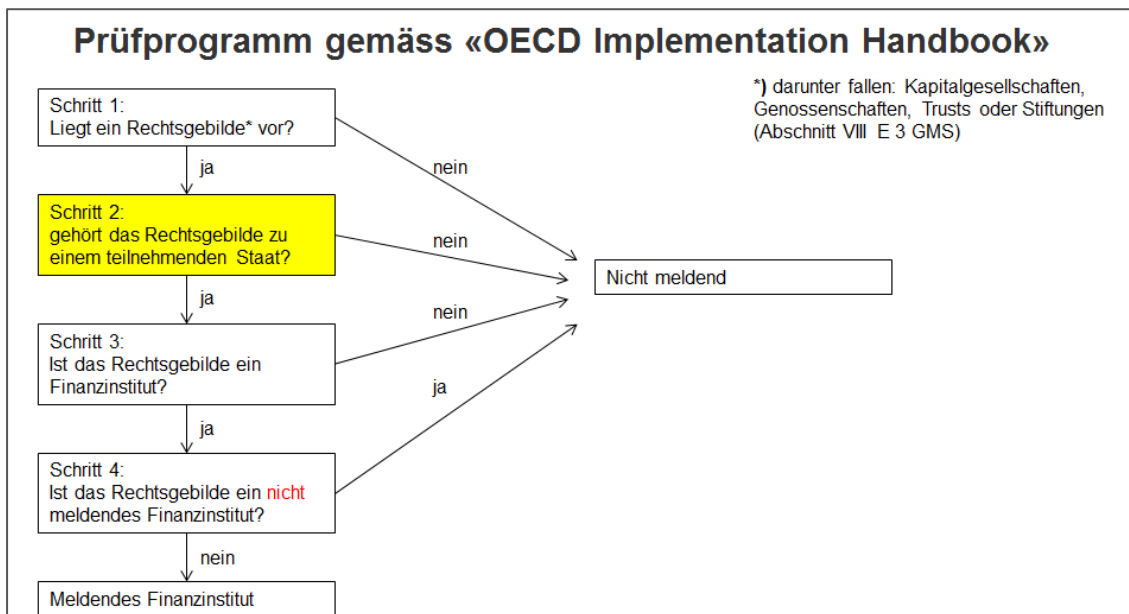 Prüfprogramm gemäss «OECD Implementation Handbook»
*) darunter fallen: Kapitalgesellschaften,
Genossenschaften, Trusts oder Stiftungen
(Abschnitt VIII E 3 GMS)
Schritt 1:
Liegt ein Rechtsgebilde* vor?
nein
ja
Schritt 2:
gehört das Rechtsgebilde zu
einem teilnehmenden Staat?
nein
Nicht meldend
ja
nein
Schritt 3:
Ist das Rechtsgebilde ein
Finanzinstitut?
ja
ja
Schritt 4:
Ist das Rechtsgebilde ein nicht
meldendes Finanzinstitut?
nein
Meldendes Finanzinstitut